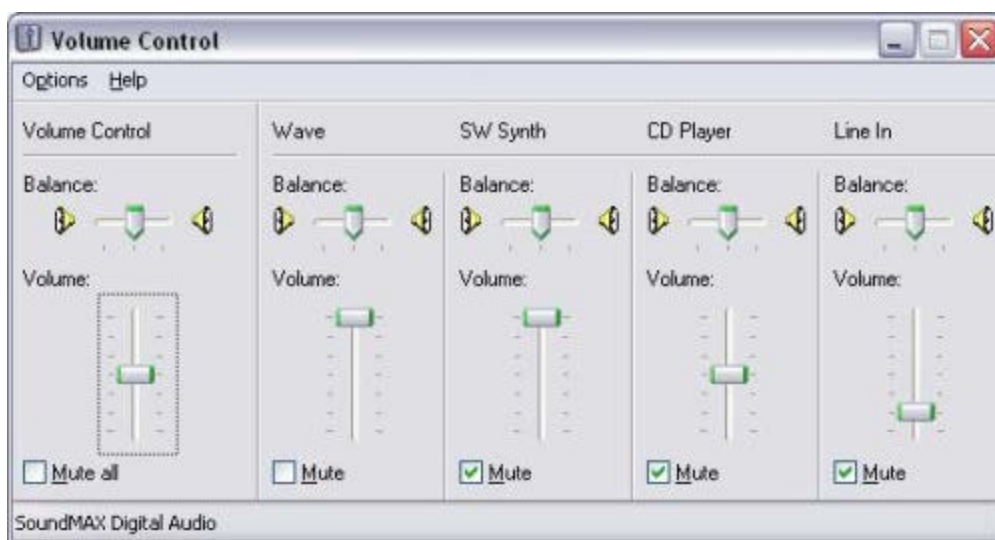 Volume Control
Options Help
Volume Control Wave SW Synth CD Player Line In
Balance: Balance: Balance: Balance: Balance:
Volume: Volume: Volume: Volume: Volume:
Mute all Mute Mute Mute Mute
SoundMAX Digital Audio